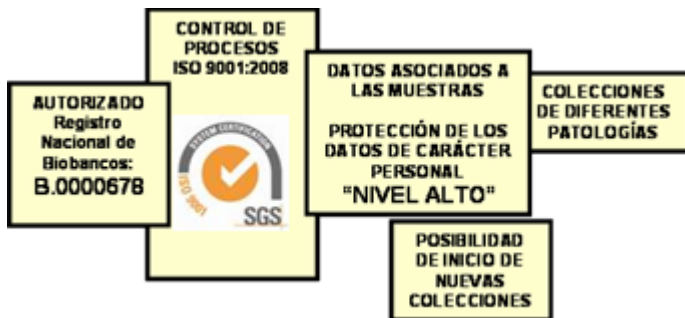 AUTORIZADO
Registro
Nacional de
Biobancos:
B.0000678
CONTROL DE
PROCESOS
ISO 9001:2008
SYSTEM CERTIFICATION
ISO 9001
SGS
DATOS ASOCIADOS A
LAS MUESTRAS
PROTECCIÓN DE LOS
DATOS DE CARÁCTER
PERSONAL
"NIVEL ALTO"
COLECCIONES
DE DIFERENTES
PATOLOGÍAS
POSIBILIDAD
DE INICIO DE
NUEVAS
COLECCIONES